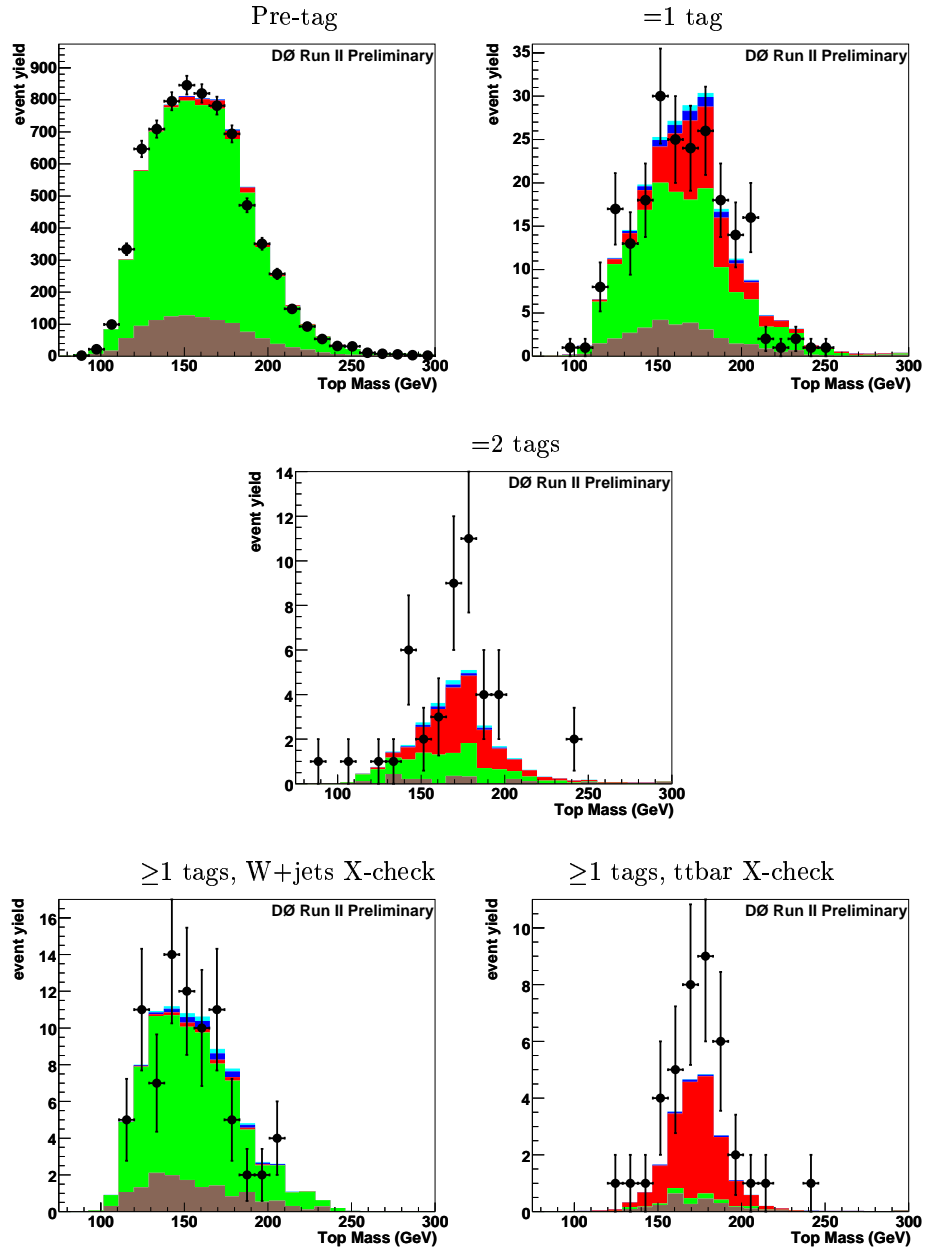 Pre-tag
DØ Run II Preliminary
event yield
900
800
700
600
500
400
300
200
100
0
100 150 200 250 300
Top Mass (GeV)
=1 tag
DØ Run II Preliminary
event yield
35
30
25
20
15
10
5
0
100 150 200 250 300
Top Mass (GeV)
=2 tags
DØ Run II Preliminary
event yield
14
12
10
8
6
4
2
0
100 150 200 250 300
Top Mass (GeV)
≥1 tags, W+jets X-check
DØ Run II Preliminary
event yield
16
14
12
10
8
6
4
2
0
100 150 200 250 300
Top Mass (GeV)
≥1 tags, ttbar X-check
DØ Run II Preliminary
event yield
10
8
6
4
2
0
100 150 200 250 300
Top Mass (GeV)